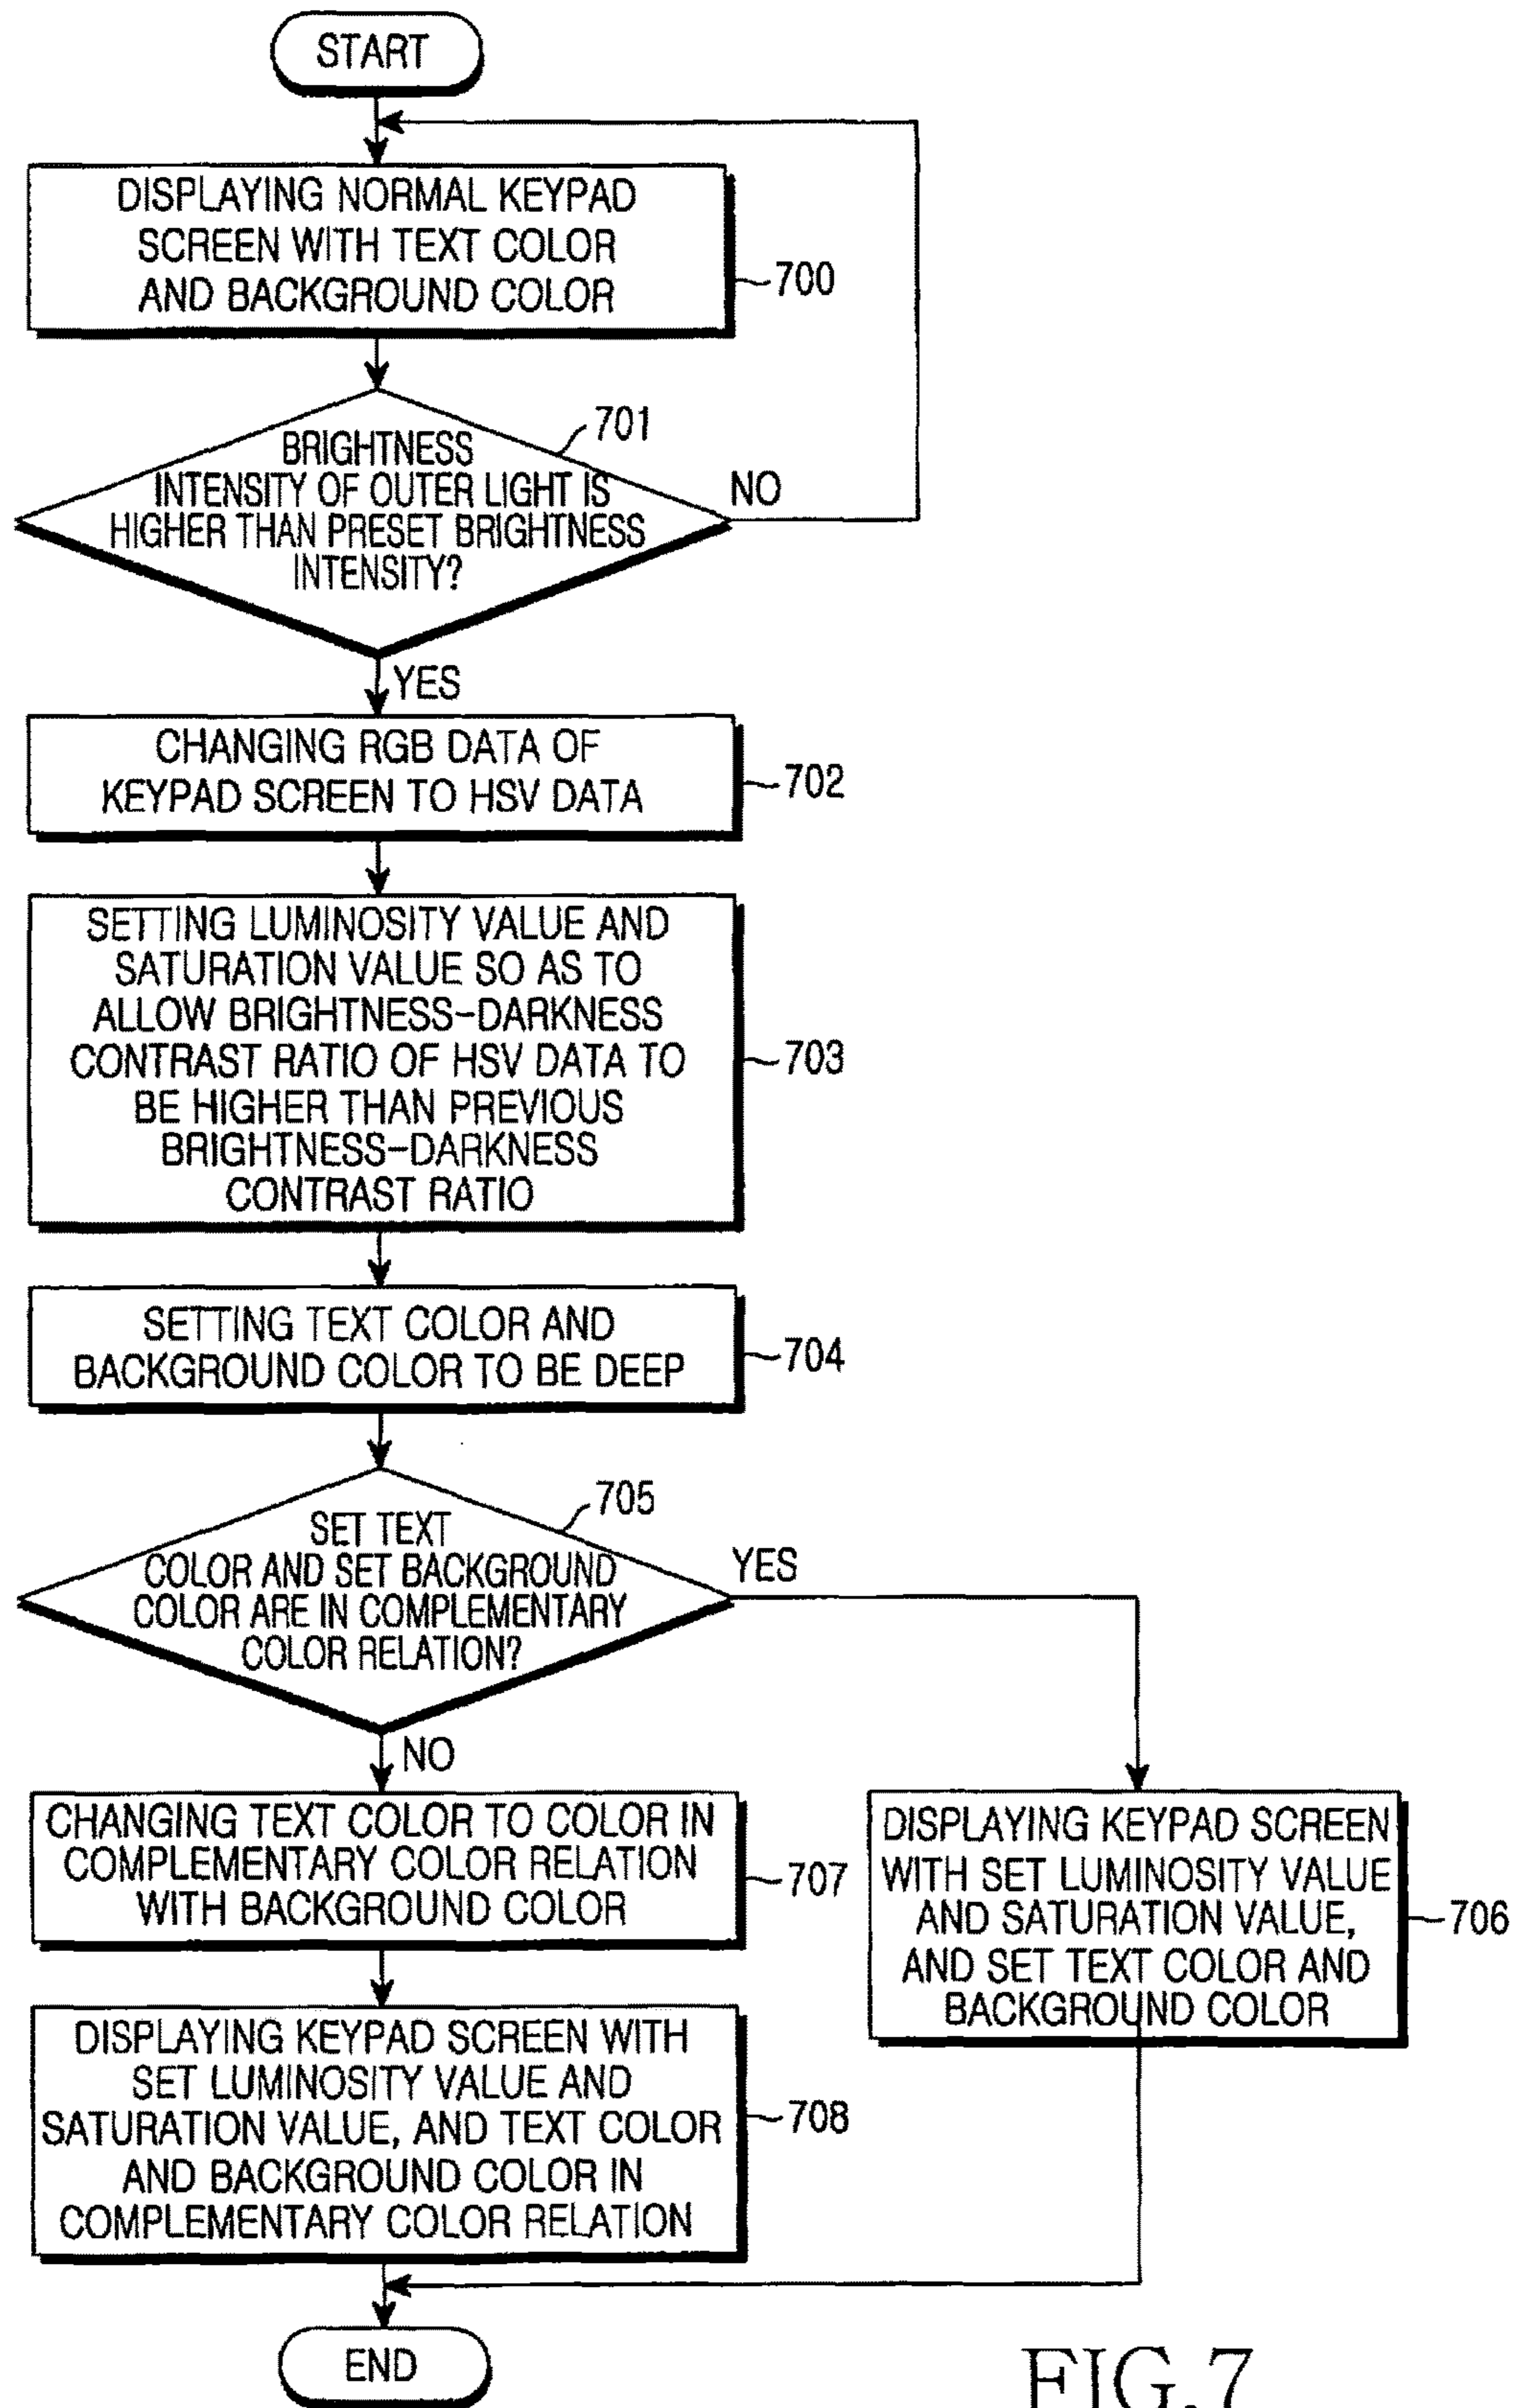 START
DISPLAYING NORMAL KEYPAD
SCREEN WITH TEXT COLOR
AND BACKGROUND COLOR
700
701
BRIGHTNESS
INTENSITY OF OUTER LIGHT IS
HIGHER THAN PRESET BRIGHTNESS
INTENSITY?
NO
YES
CHANGING RGB DATA OF
KEYPAD SCREEN TO HSV DATA
702
SETTING LUMINOSITY VALUE AND
SATURATION VALUE SO AS TO
ALLOW BRIGHTNESS-DARKNESS
CONTRAST RATIO OF HSV DATA TO
BE HIGHER THAN PREVIOUS
BRIGHTNESS-DARKNESS
CONTRAST RATIO
703
SETTING TEXT COLOR AND
BACKGROUND COLOR TO BE DEEP
704
705
SET TEXT
COLOR AND SET BACKGROUND
COLOR ARE IN COMPLEMENTARY
COLOR RELATION?
YES
NO
CHANGING TEXT COLOR TO COLOR IN
COMPLEMENTARY COLOR RELATION
WITH BACKGROUND COLOR
707
DISPLAYING KEYPAD SCREEN
WITH SET LUMINOSITY VALUE
AND SATURATION VALUE,
AND SET TEXT COLOR AND
BACKGROUND COLOR
706
DISPLAYING KEYPAD SCREEN WITH
SET LUMINOSITY VALUE AND
SATURATION VALUE, AND TEXT COLOR
AND BACKGROUND COLOR IN
COMPLEMENTARY COLOR RELATION
708
END
FIG.7